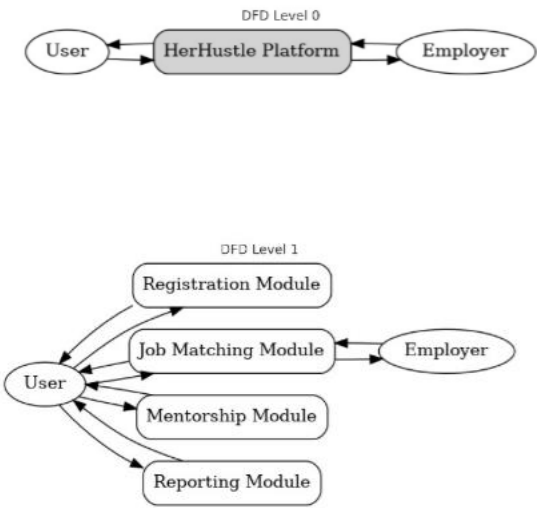 DFD Level 0
User
HerHustle Platform
Employer
DFD Level 1
Registration Module
Job Matching Module
Employer
User
Mentorship Module
Reporting Module